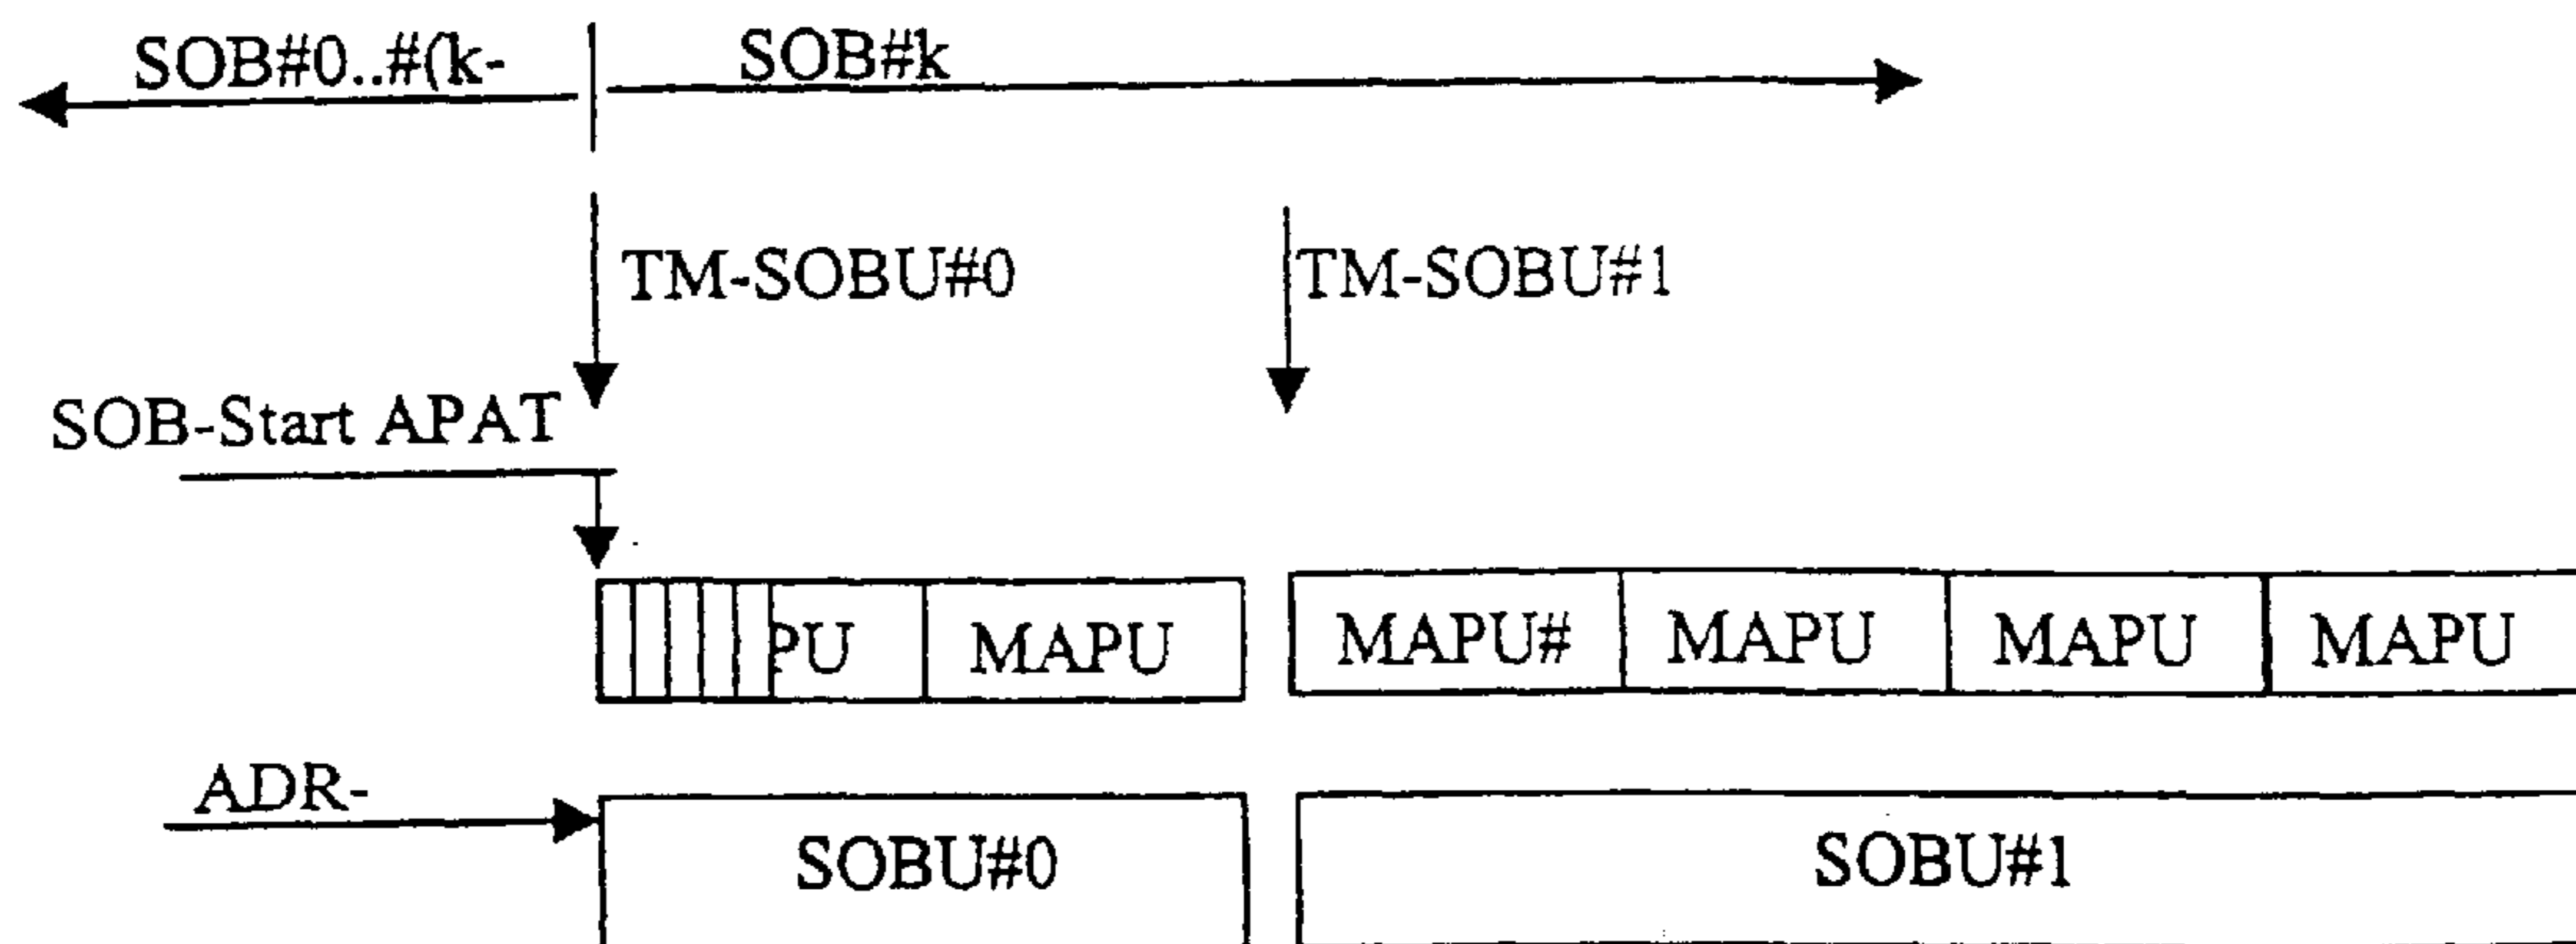 SOB#0..#(k-
SOB#k
TM-SOBU#0
TM-SOBU#1
SOB-Start APAT
PU
MAPU
MAPU#
MAPU
MAPU
MAPU
ADR-
SOBU#0
SOBU#1